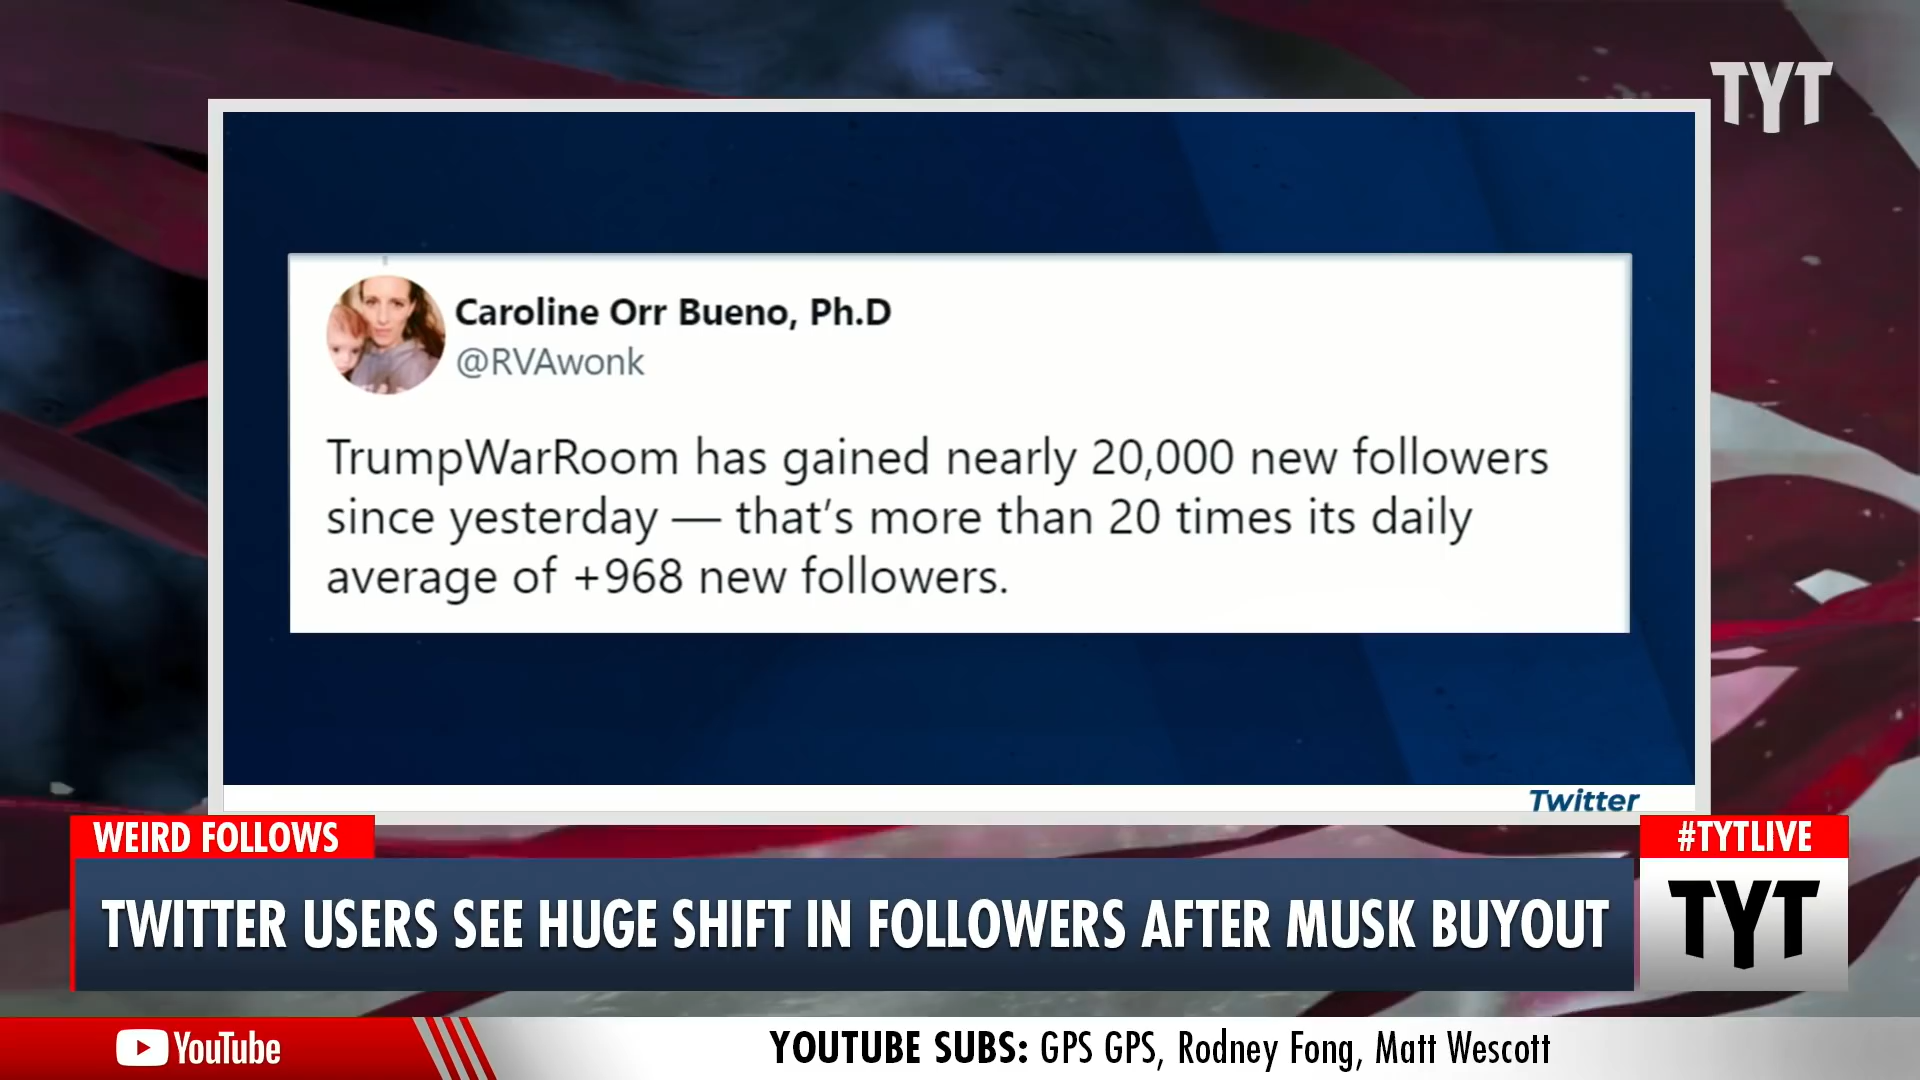 TYT
Caroline Orr Bueno, Ph.D
@RVAwonk
TrumpWarRoom has gained nearly 20,000 new followers
since yesterday — that's more than 20 times its daily
average of +968 new followers.
Twitter
WEIRD FOLLOWS
#TYTLIVE
TWITTER USERS SEE HUGE SHIFT IN FOLLOWERS AFTER MUSK BUYOUT
TYT
YouTube
YOUTUBE SUBS: GPS GPS, Rodney Fong, Matt Wescott